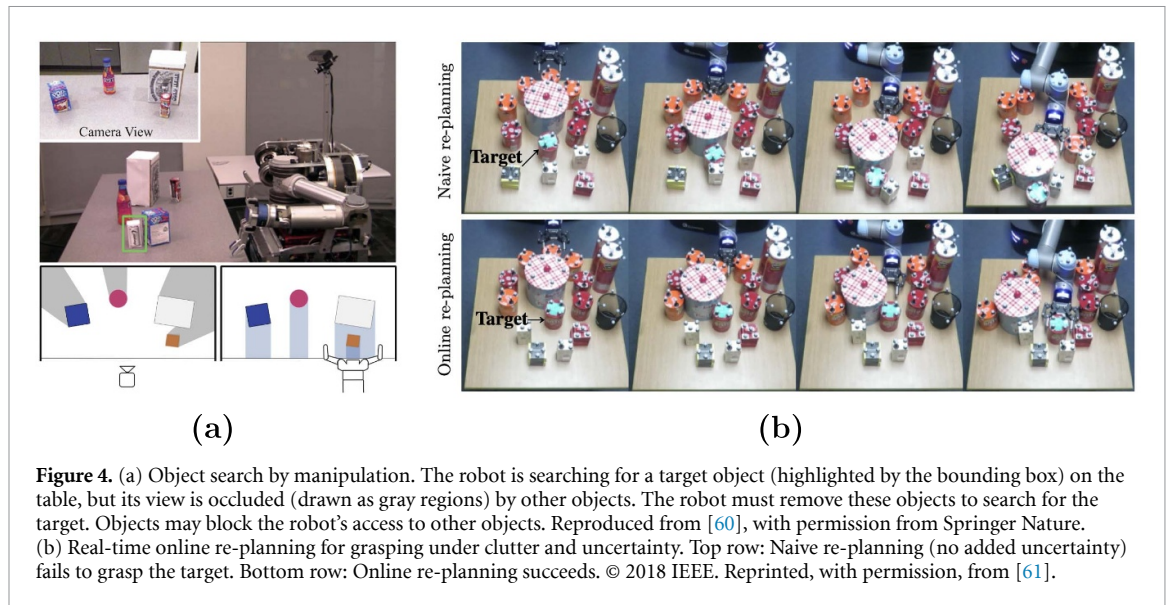 Camera View
Naive re-planning
Target
Online re-planning
Target
(a)
(b)
Figure 4. (a) Object search by manipulation. The robot is searching for a target object (highlighted by the bounding box) on the
table, but its view is occluded (drawn as gray regions) by other objects. The robot must remove these objects to search for the
target. Objects may block the robot's access to other objects. Reproduced from [60], with permission from Springer Nature.
(b) Real-time online re-planning for grasping under clutter and uncertainty. Top row: Naive re-planning (no added uncertainty)
fails to grasp the target. Bottom row: Online re-planning succeeds. © 2018 IEEE. Reprinted, with permission, from [61].